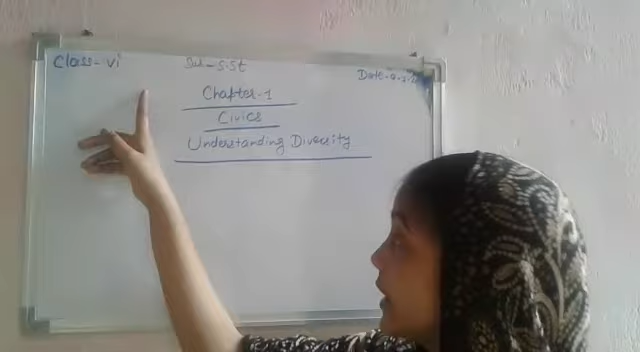 Class- vi
Sub- S.St
Date-
Chapter-1
Civics
Understanding Diversity